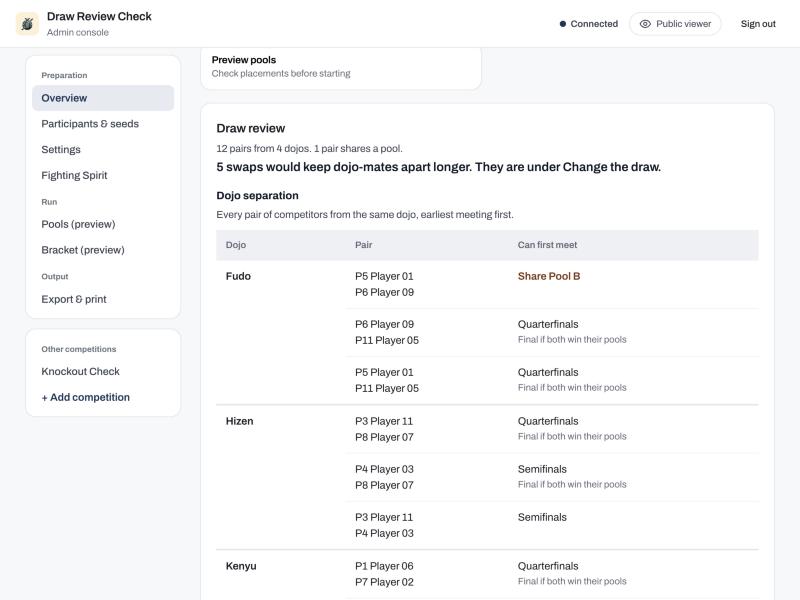 Draw Review Check
Admin console
Connected
Public viewer
Sign out
Preparation
Overview
Participants & seeds
Settings
Fighting Spirit
Run
Pools (preview)
Bracket (preview)
Output
Export & print
Other competitions
Knockout Check
+ Add competition
Preview pools
Check placements before starting
Draw review
12 pairs from 4 dojos. 1 pair shares a pool.
5 swaps would keep dojo-mates apart longer. They are under Change the draw.
Dojo separation
Every pair of competitors from the same dojo, earliest meeting first.
Dojo Pair Can first meet
Fudo
P5 Player 01
P6 Player 09
Share Pool B
P6 Player 09
P11 Player 05
Quarterfinals
Final if both win their pools
P5 Player 01
P11 Player 05
Quarterfinals
Final if both win their pools
Hizen
P3 Player 11
P8 Player 07
Quarterfinals
Final if both win their pools
P4 Player 03
P8 Player 07
Semifinals
Final if both win their pools
P3 Player 11
P4 Player 03
Semifinals
Kenyu
P1 Player 06
P7 Player 02
Quarterfinals
Final if both win their pools